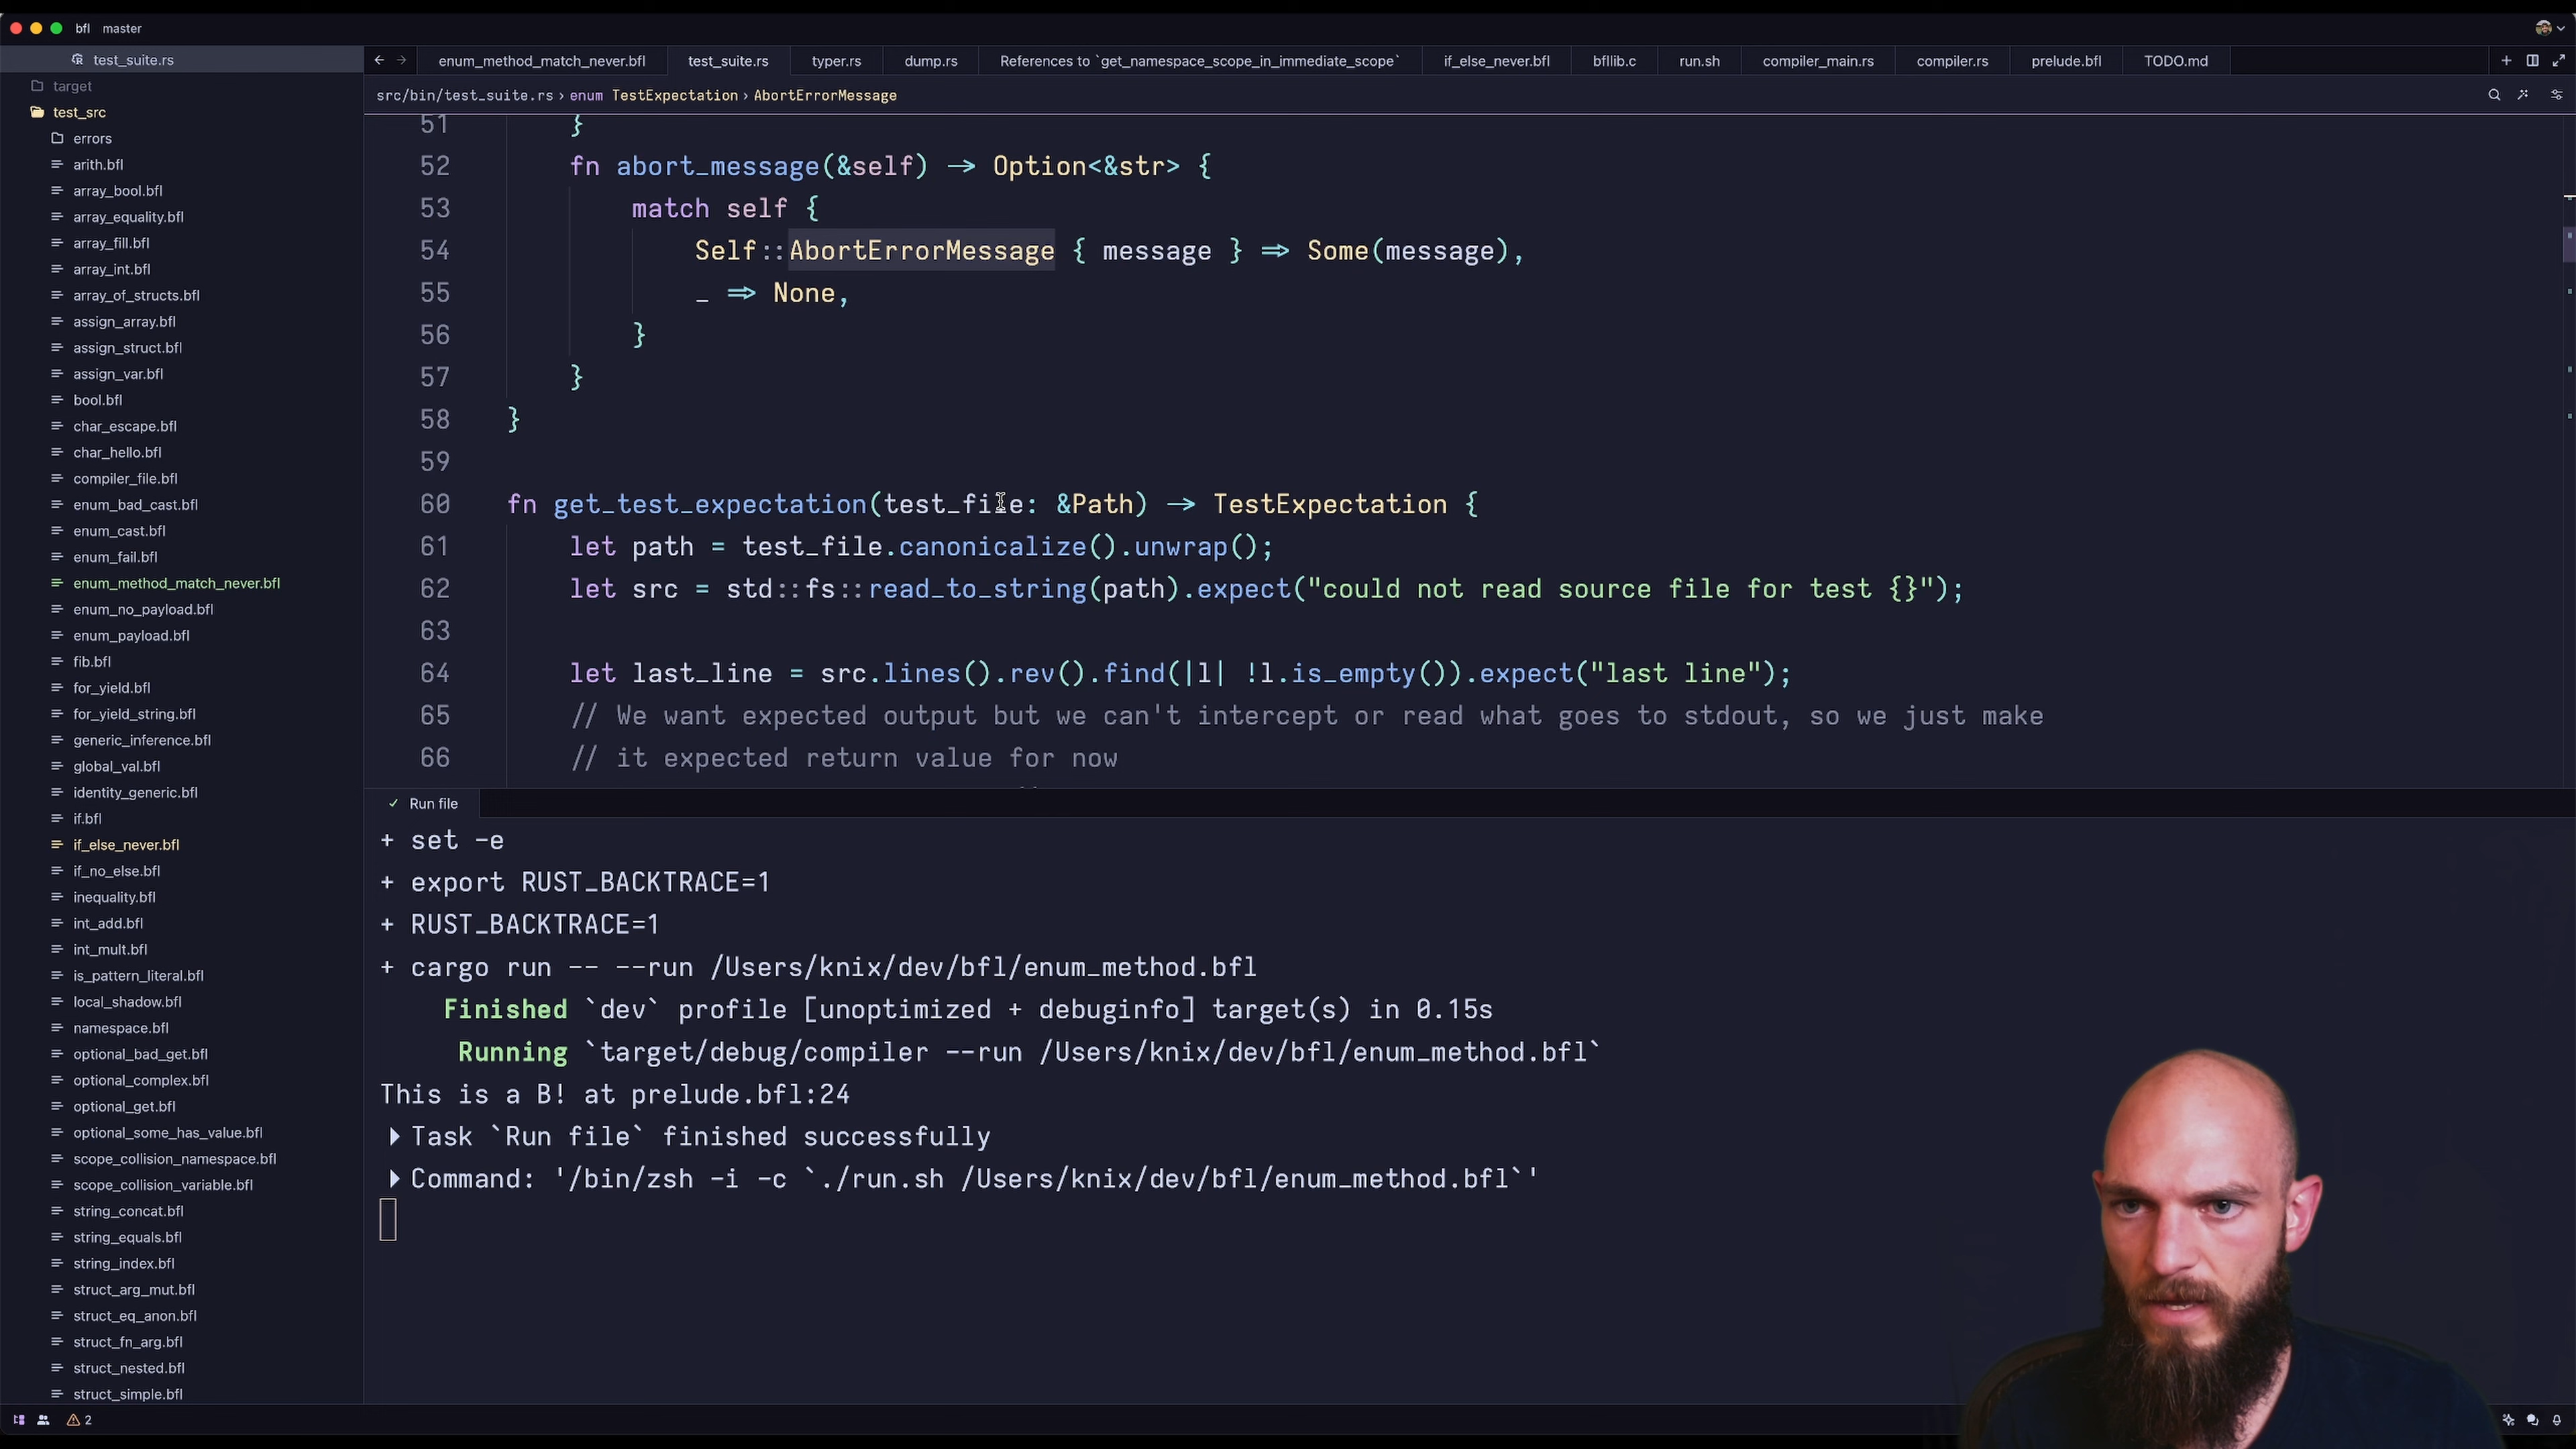 bfl master
test_suite.rs
enum_method_match_never.bfl
test_suite.rs
typer.rs
dump.rs
References to `get_namespace_scope_in_immediate_scope`
if_else_never.bfl
bfllib.c
run.sh
compiler_main.rs
compiler.rs
prelude.bfl
TODO.md
src/bin/test_suite.rs › enum TestExpectation › AbortErrorMessage
target
test_src
errors
arith.bfl
array_bool.bfl
array_equality.bfl
array_fill.bfl
array_int.bfl
array_of_structs.bfl
assign_array.bfl
assign_struct.bfl
assign_var.bfl
bool.bfl
char_escape.bfl
char_hello.bfl
compiler_file.bfl
enum_bad_cast.bfl
enum_cast.bfl
enum_fail.bfl
enum_method_match_never.bfl
enum_no_payload.bfl
enum_payload.bfl
fib.bfl
for_yield.bfl
for_yield_string.bfl
generic_inference.bfl
global_val.bfl
identity_generic.bfl
if.bfl
if_else_never.bfl
if_no_else.bfl
inequality.bfl
int_add.bfl
int_mult.bfl
is_pattern_literal.bfl
local_shadow.bfl
namespace.bfl
optional_bad_get.bfl
optional_complex.bfl
optional_get.bfl
optional_some_has_value.bfl
scope_collision_namespace.bfl
scope_collision_variable.bfl
string_concat.bfl
string_equals.bfl
string_index.bfl
struct_arg_mut.bfl
struct_eq_anon.bfl
struct_fn_arg.bfl
struct_nested.bfl
struct_simple.bfl
51 }
52 fn abort_message(&self) -> Option<&str> {
53 match self {
54 Self::AbortErrorMessage { message } => Some(message),
55 _ => None,
56 }
57 }
58 }
59
60 fn get_test_expectation(test_file: &Path) -> TestExpectation {
61 let path = test_file.canonicalize().unwrap();
62 let src = std::fs::read_to_string(path).expect("could not read source file for test {}");
63
64 let last_line = src.lines().rev().find(|l| !l.is_empty()).expect("last line");
65 // We want expected output but we can't intercept or read what goes to stdout, so we just make
66 // it expected return value for now
✓ Run file
+ set -e
+ export RUST_BACKTRACE=1
+ RUST_BACKTRACE=1
+ cargo run -- --run /Users/knix/dev/bfl/enum_method.bfl
Finished `dev` profile [unoptimized + debuginfo] target(s) in 0.15s
Running `target/debug/compiler --run /Users/knix/dev/bfl/enum_method.bfl`
This is a B! at prelude.bfl:24
Task `Run file` finished successfully
Command: '/bin/zsh -i -c `./run.sh /Users/knix/dev/bfl/enum_method.bfl`'
2